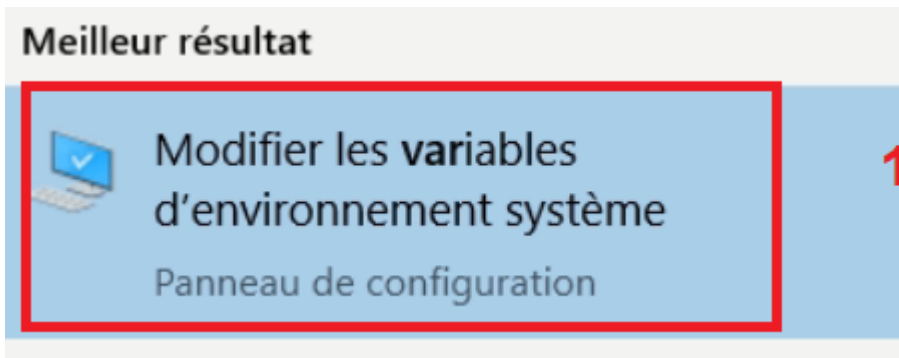 Meilleur résultat
Modifier les variables
d’environnement système
Panneau de configuration
1